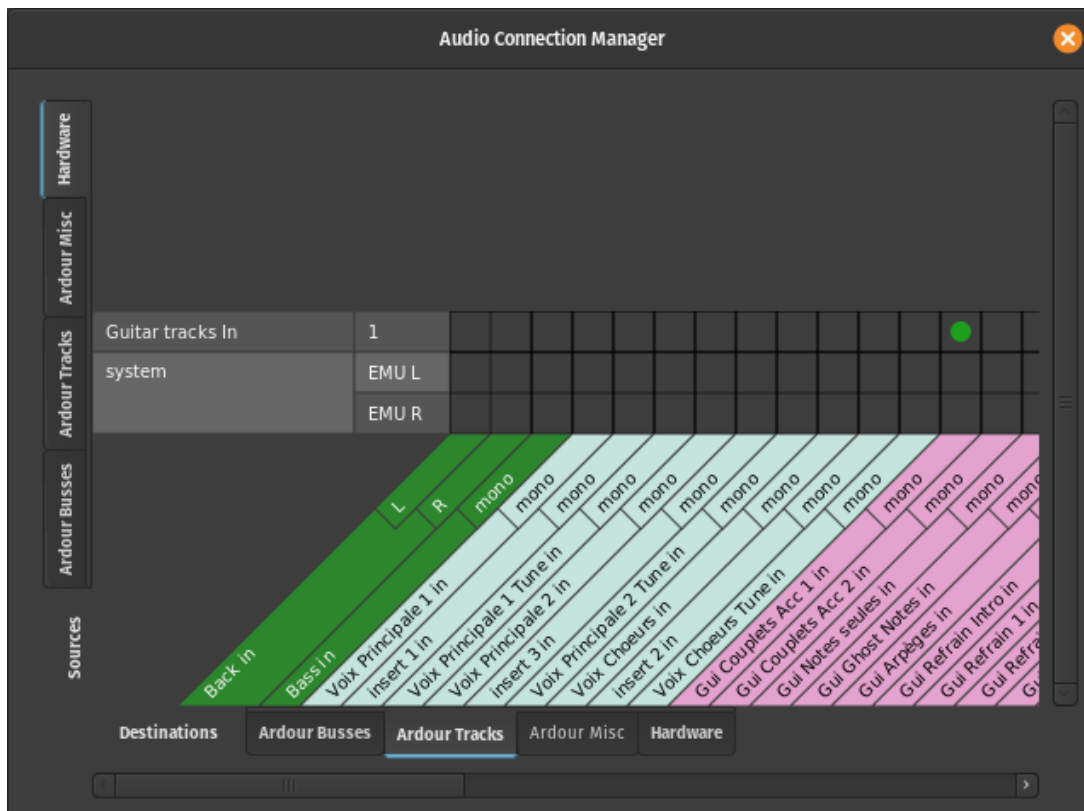 Audio Connection Manager
Hardware
Ardour Misc
Ardour Tracks
Ardour Busses
Sources
Guitar tracks In
1
system
EMU L
EMU R
L
R
mono
mono
mono
mono
mono
mono
mono
mono
mono
mono
mono
mono
mono
Back in
Bass in
Voix Principale 1 in
insert 1 in
Voix Principale 1 Tune in
Voix Principale 2 in
insert 3 in
Voix Principale 2 Tune in
Voix Choeurs in
insert 2 in
Voix Choeurs Tune in
Gui Couplets Acc 1 in
Gui Couplets Acc 2 in
Gui Notes seules in
Gui Ghost Notes in
Gui Arpèges in
Gui Refrain Intro in
Gui Refrain 1 in
Gui Refra
Gu
Destinations
Ardour Busses
Ardour Tracks
Ardour Misc
Hardware